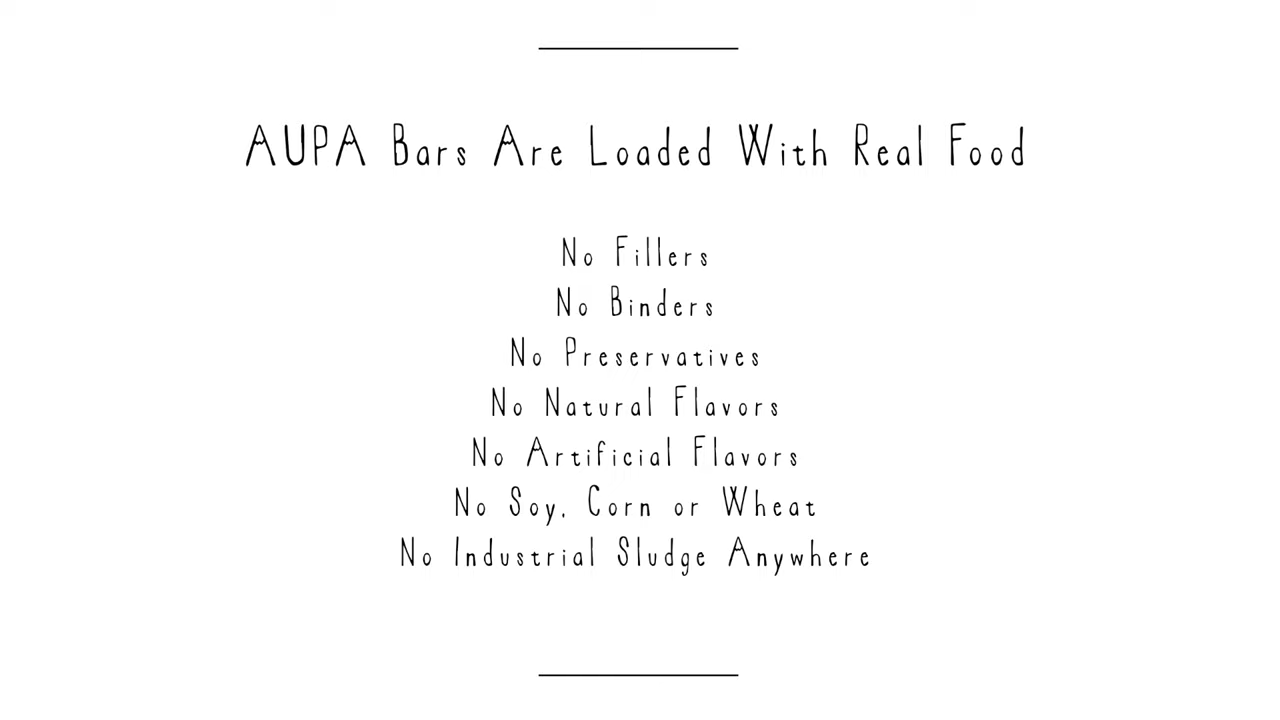 AUPA Bars Are Loaded With Real Food
No Fillers
No Binders
No Preservatives
No Natural Flavors
No Artificial Flavors
No Soy, Corn or Wheat
No Industrial Sludge Anywhere